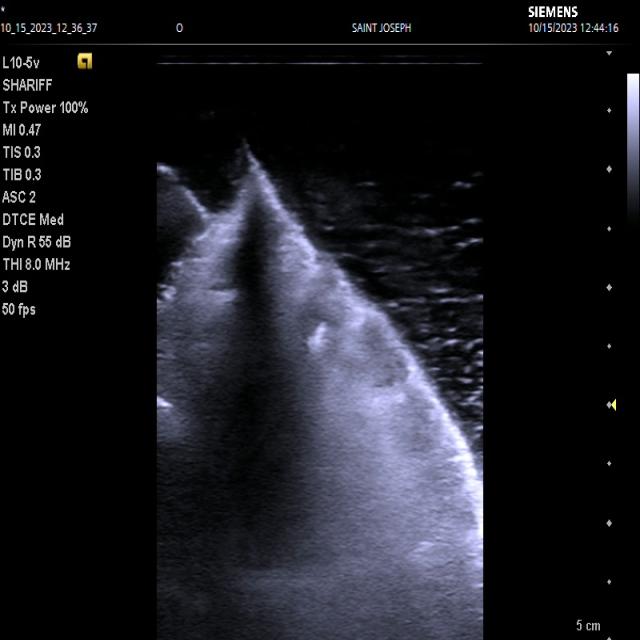 *
SIEMENS
10_15_2023_12_36_37 O SAINT JOSEPH 10/15/2023 12:44:16
L10-5v
SHARIFF
Tx Power 100%
MI 0.47
TIS 0.3
TIB 0.3
ASC 2
DTCE Med
Dyn R 55 dB
THI 8.0 MHz
3 dB
50 fps
5 cm